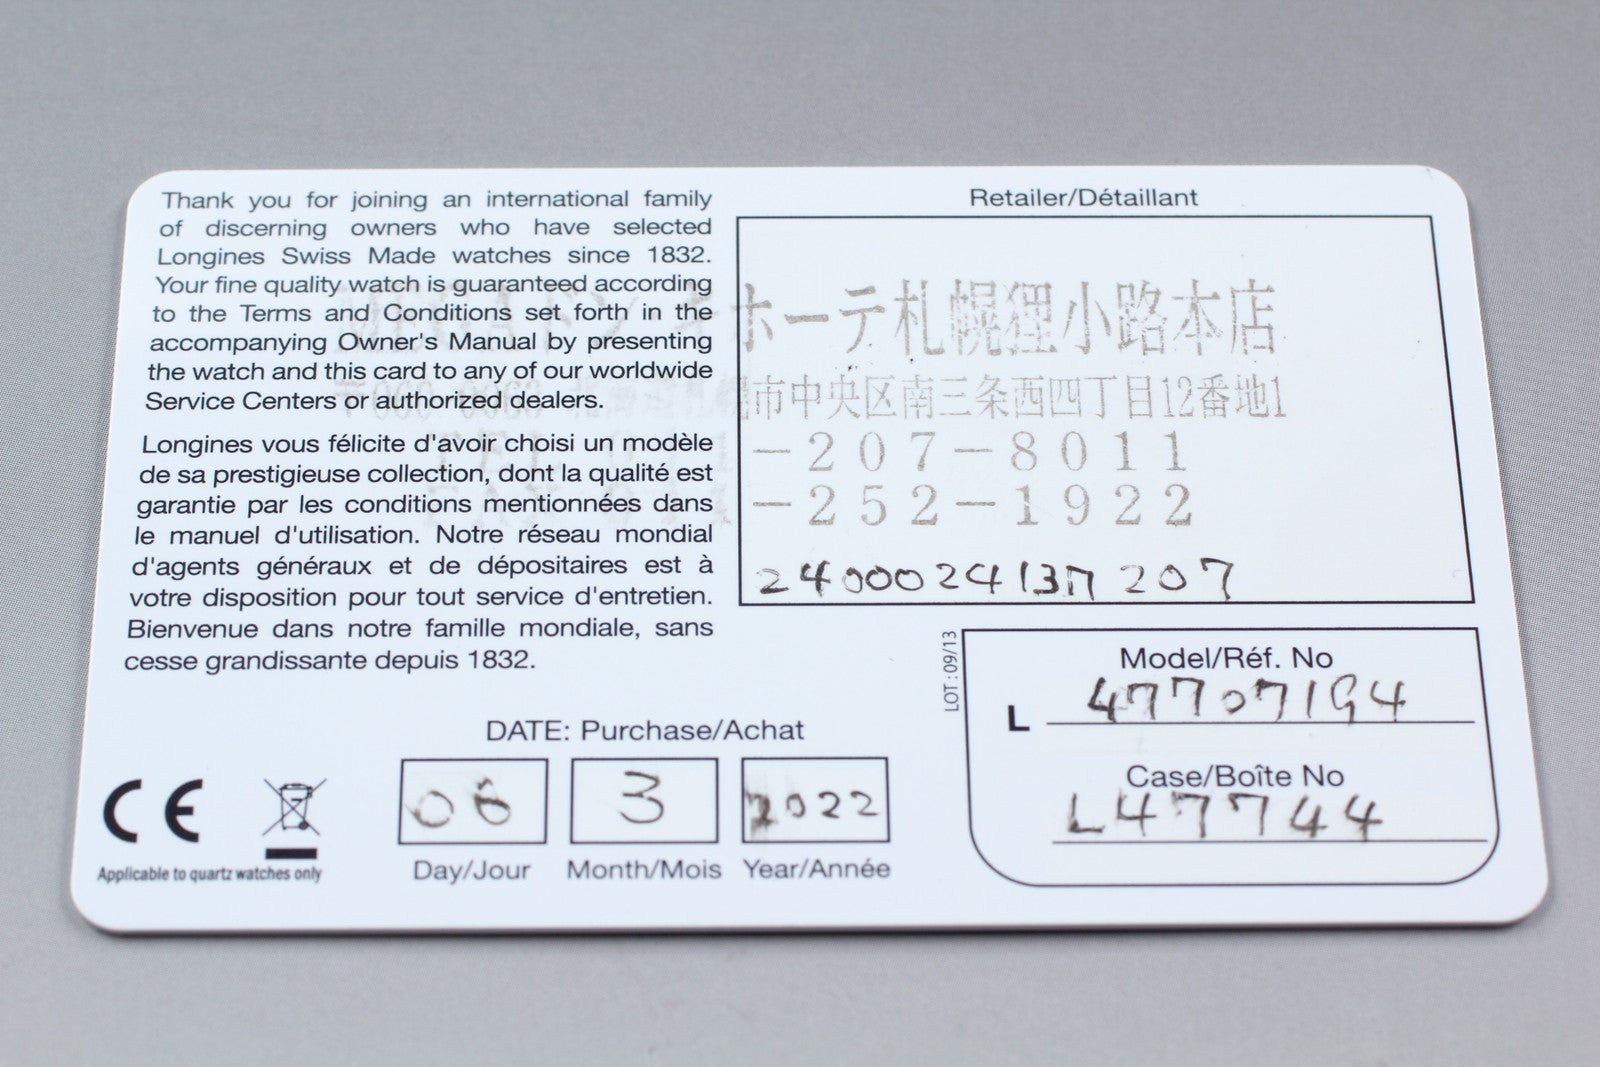 Thank you for joining an international family
of discerning owners who have selected
Longines Swiss Made watches since 1832.
Your fine quality watch is guaranteed according
to the Terms and Conditions set forth in the
accompanying Owner's Manual by presenting
the watch and this card to any of our worldwide
Service Centers or authorized dealers.
Longines vous félicite d'avoir choisi un modèle
de sa prestigieuse collection, dont la qualité est
garantie par les conditions mentionnées dans
le manuel d'utilisation. Notre réseau mondial
d'agents généraux et de dépositaires est à
votre disposition pour tout service d'entretien.
Bienvenue dans notre famille mondiale, sans
cesse grandissante depuis 1832.
Retailer/Détaillant
MEGAドン・キホーテ札幌狸小路本店
市中央区南三条西四丁目12番地1
-207-8011
-252-1922
207
LOT: 09/13
Model/Réf. No
L 47707194
Case/Boîte No
L47744
DATE: Purchase/Achat
06 3 2022
Day/Jour Month/Mois Year/Année
CE
Applicable to quartz watches only